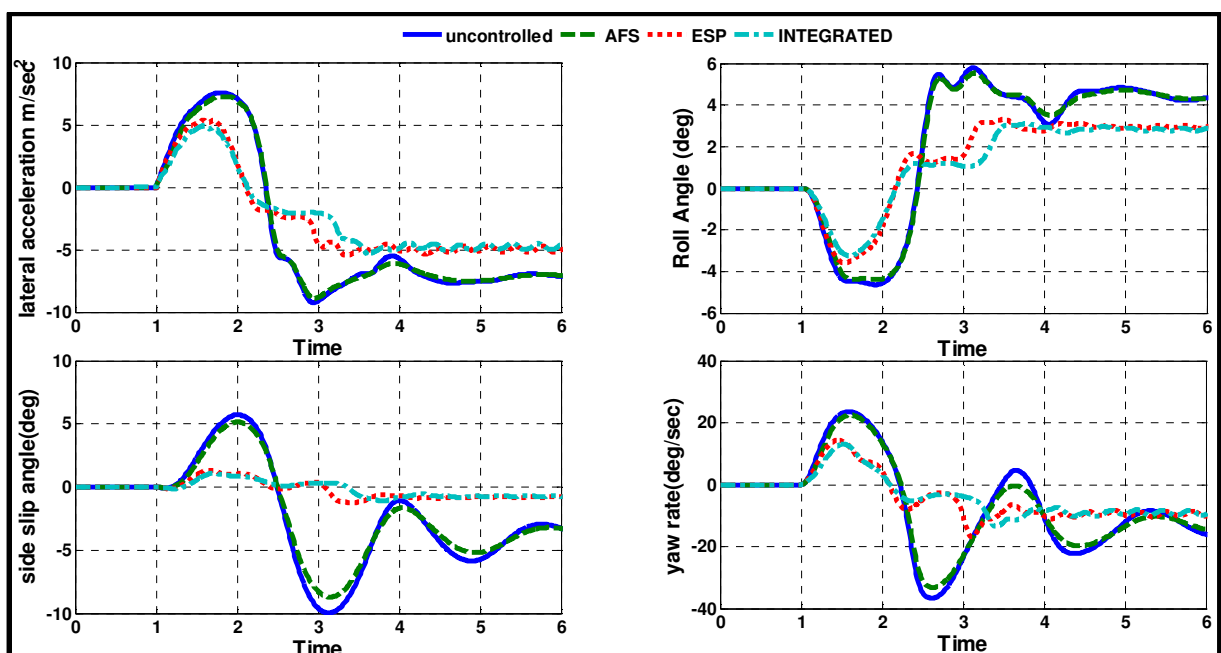 uncontrolled AFS ESP INTEGRATED
lateral acceleration m/sec²
10
5
0
-5
-10
0 1 2 3 4 5 6
Time
Roll Angle (deg)
6
4
2
0
-2
-4
-6
0 1 2 3 4 5 6
Time
side slip angle(deg)
10
5
0
-5
-10
0 1 2 3 4 5 6
Time
yaw rate(deg/sec)
40
20
0
-20
-40
0 1 2 3 4 5 6
Time